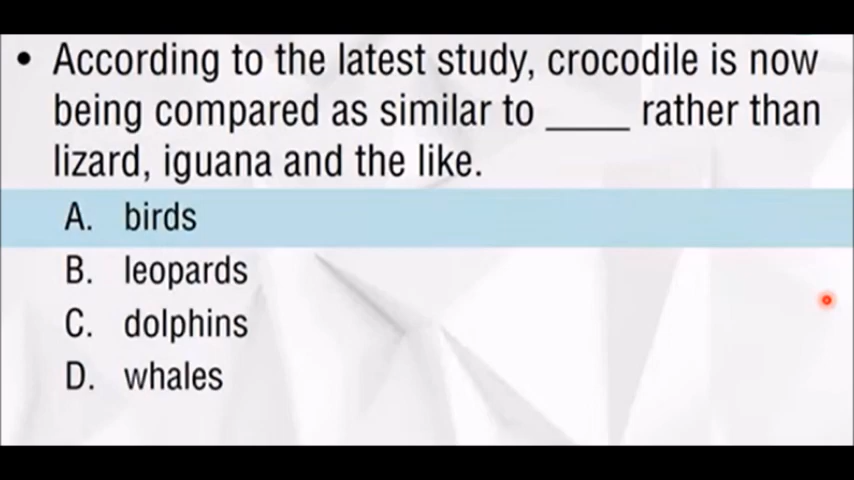 • According to the latest study, crocodile is now
being compared as similar to ____ rather than
lizard, iguana and the like.
A. birds
B. leopards
C. dolphins
D. whales